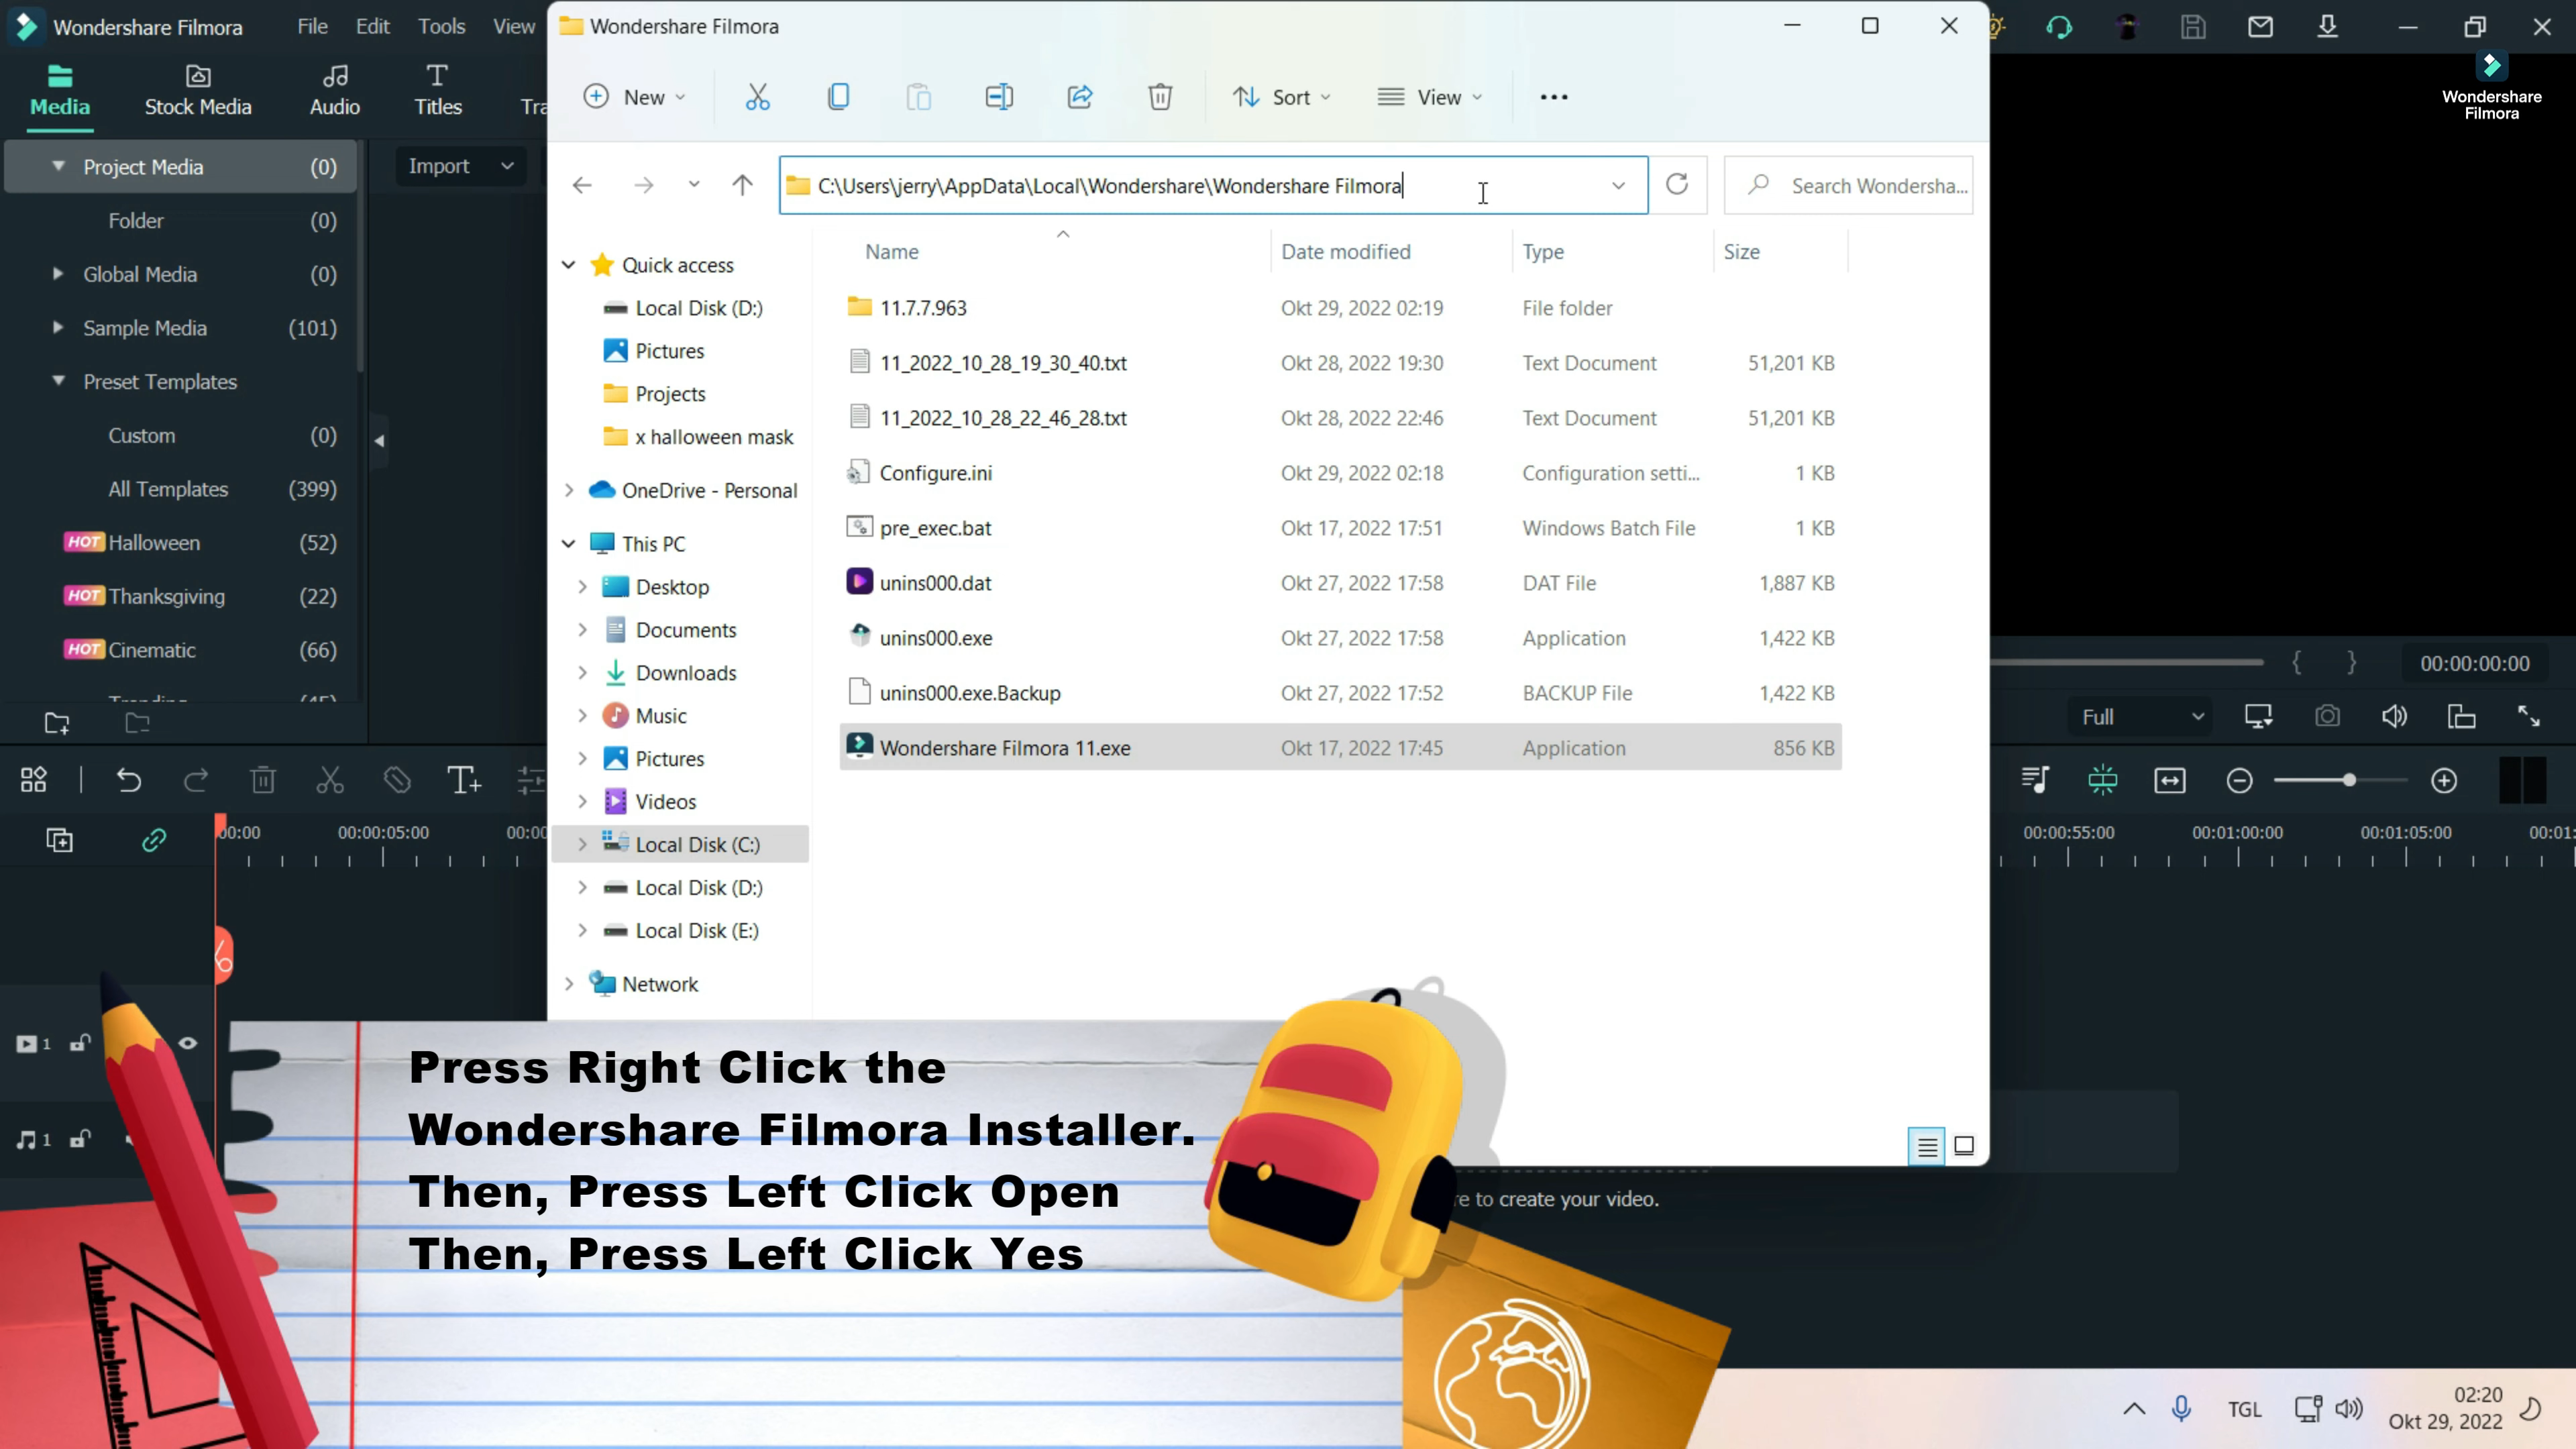 Wondershare Filmora
File
Edit
Tools
View
Media
Stock Media
Audio
Titles
Project Media (0)
Folder (0)
Global Media (0)
Sample Media (101)
Preset Templates
Custom (0)
All Templates (399)
HOT Halloween (52)
HOT Thanksgiving (22)
HOT Cinematic (66)
Import
Wondershare Filmora
New
Sort
View
C:\Users\jerry\AppData\Local\Wondershare\Wondershare Filmora
Search Wondersha...
Quick access
Local Disk (D:)
Pictures
Projects
x halloween mask
OneDrive - Personal
This PC
Desktop
Documents
Downloads
Music
Pictures
Videos
Local Disk (C:)
Local Disk (D:)
Local Disk (E:)
Network
Name Date modified Type Size
11.7.7.963 Okt 29, 2022 02:19 File folder
11_2022_10_28_19_30_40.txt Okt 28, 2022 19:30 Text Document 51,201 KB
11_2022_10_28_22_46_28.txt Okt 28, 2022 22:46 Text Document 51,201 KB
Configure.ini Okt 29, 2022 02:18 Configuration setti... 1 KB
pre_exec.bat Okt 17, 2022 17:51 Windows Batch File 1 KB
unins000.dat Okt 27, 2022 17:58 DAT File 1,887 KB
unins000.exe Okt 27, 2022 17:58 Application 1,422 KB
unins000.exe.Backup Okt 27, 2022 17:52 BACKUP File 1,422 KB
Wondershare Filmora 11.exe Okt 17, 2022 17:45 Application 856 KB
Wondershare
Filmora
00:00:00:00
Full
00:00 00:00:05:00 00:00
00:00:55:00 00:01:00:00 00:01:05:00 00:01:
1
1
re to create your video.
Press Right Click the
Wondershare Filmora Installer.
Then, Press Left Click Open
Then, Press Left Click Yes
TGL
02:20
Okt 29, 2022